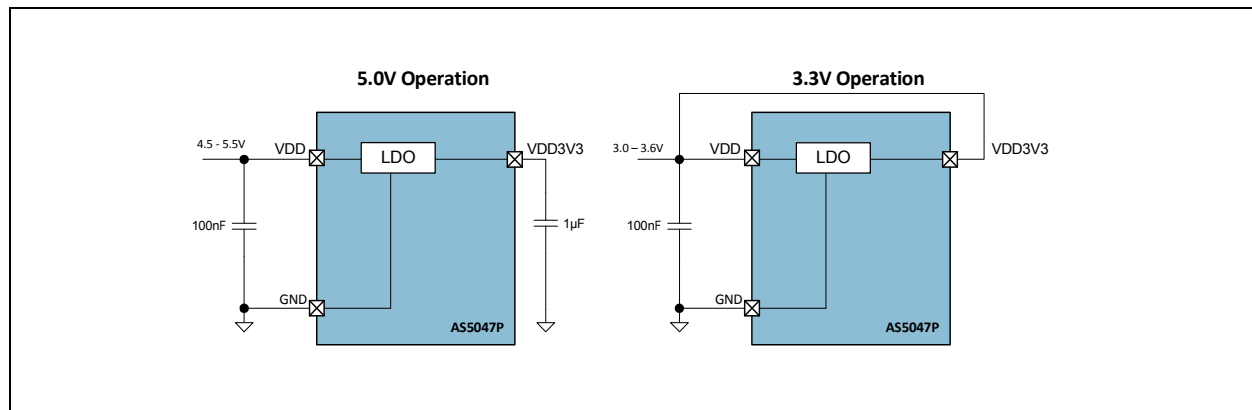 5.0V Operation
4.5 - 5.5V
VDD
LDO
VDD3V3
100nF
1µF
GND
AS5047P
3.3V Operation
3.0 – 3.6V
VDD
LDO
VDD3V3
100nF
GND
AS5047P